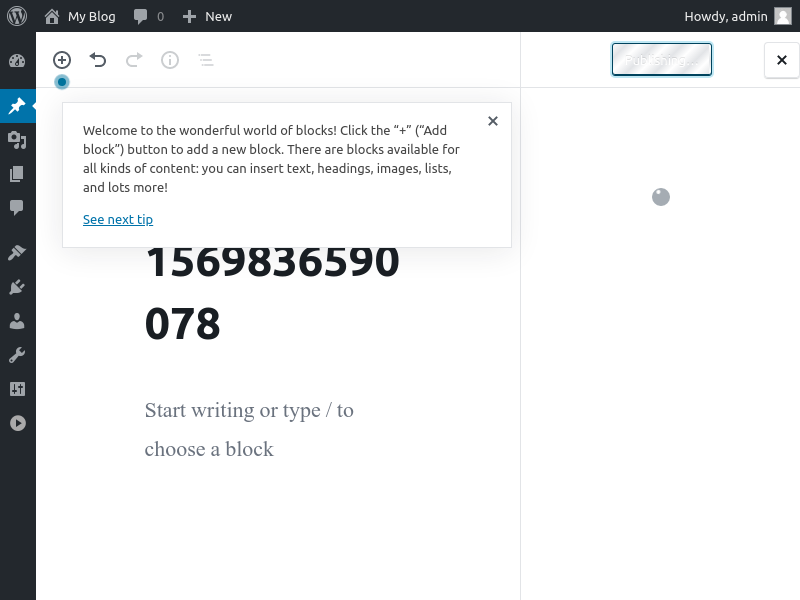 My Blog 0 New Howdy, admin
Publishing…
Welcome to the wonderful world of blocks! Click the “+” (“Add
block”) button to add a new block. There are blocks available for
all kinds of content: you can insert text, headings, images, lists,
and lots more!
See next tip
1569836590
078
Start writing or type / to
choose a block